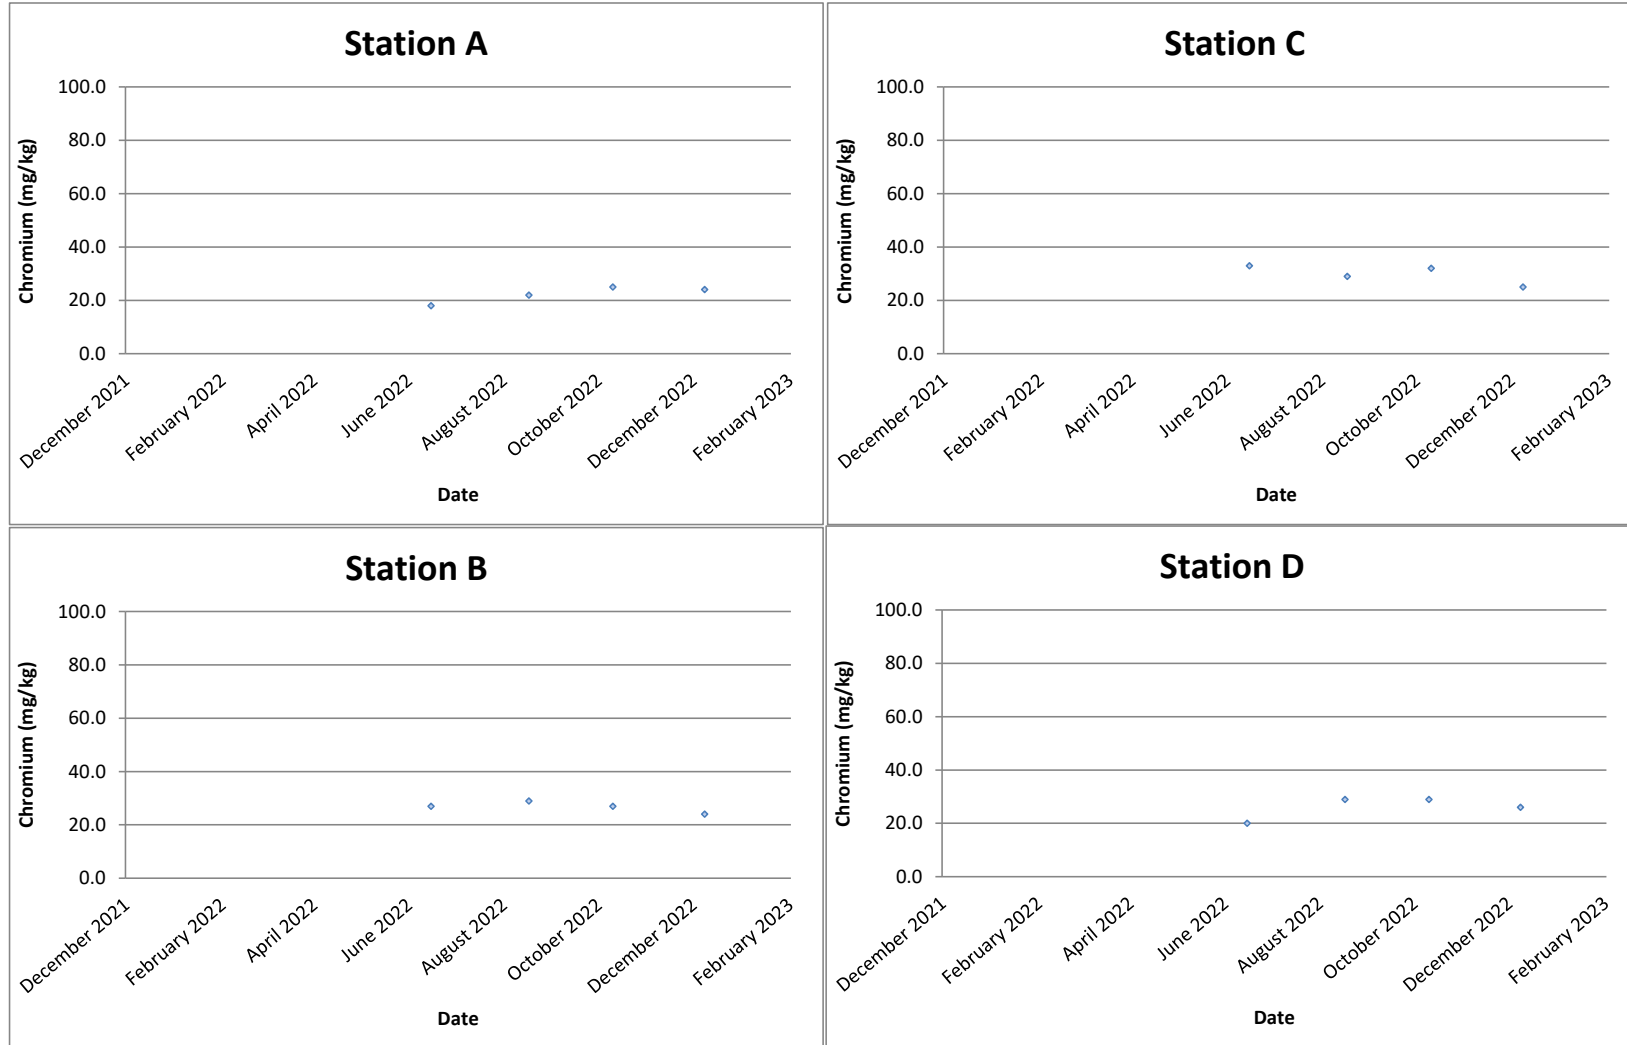 Station A
100.0
80.0
60.0
40.0
20.0
0.0
Chromium (mg/kg)
December 2021
February 2022
April 2022
June 2022
August 2022
October 2022
December 2022
February 2023
Date
Station C
100.0
80.0
60.0
40.0
20.0
0.0
Chromium (mg/kg)
December 2021
February 2022
April 2022
June 2022
August 2022
October 2022
December 2022
February 2023
Date
Station B
100.0
80.0
60.0
40.0
20.0
0.0
Chromium (mg/kg)
December 2021
February 2022
April 2022
June 2022
August 2022
October 2022
December 2022
February 2023
Date
Station D
100.0
80.0
60.0
40.0
20.0
0.0
Chromium (mg/kg)
December 2021
February 2022
April 2022
June 2022
August 2022
October 2022
December 2022
February 2023
Date